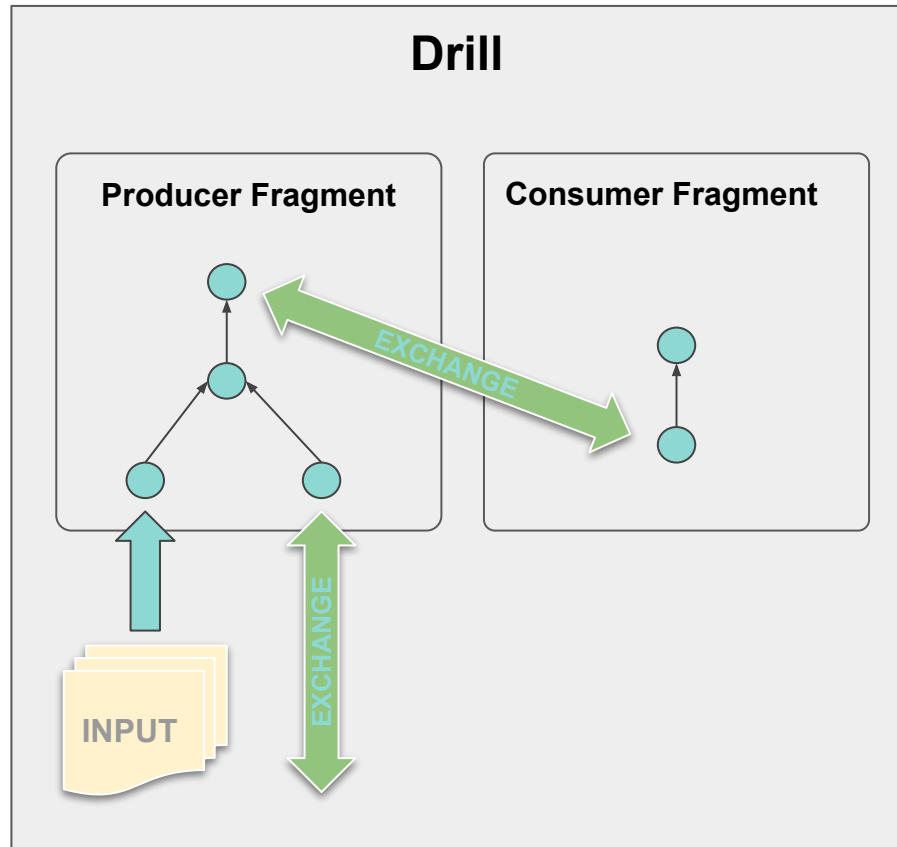 Drill
Producer Fragment
Consumer Fragment
EXCHANGE
EXCHANGE
INPUT